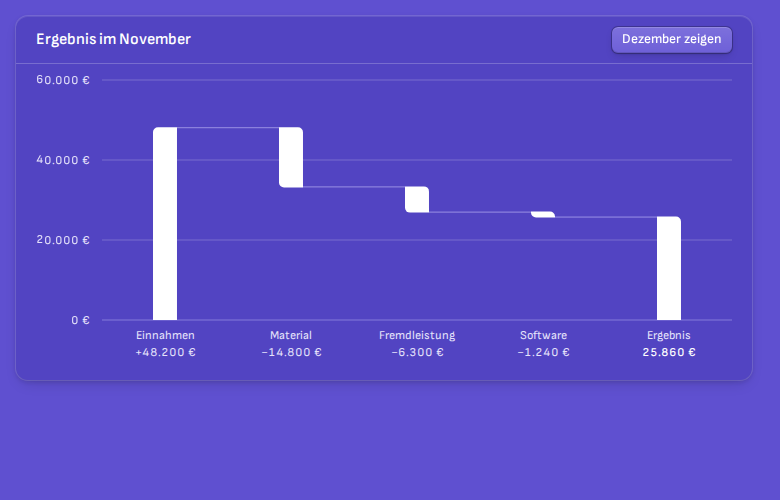 Ergebnis im November
Dezember zeigen
60.000 €
40.000 €
20.000 €
0 €
Einnahmen
+48.200 €
Material
−14.800 €
Fremdleistung
−6.300 €
Software
−1.240 €
Ergebnis
25.860 €